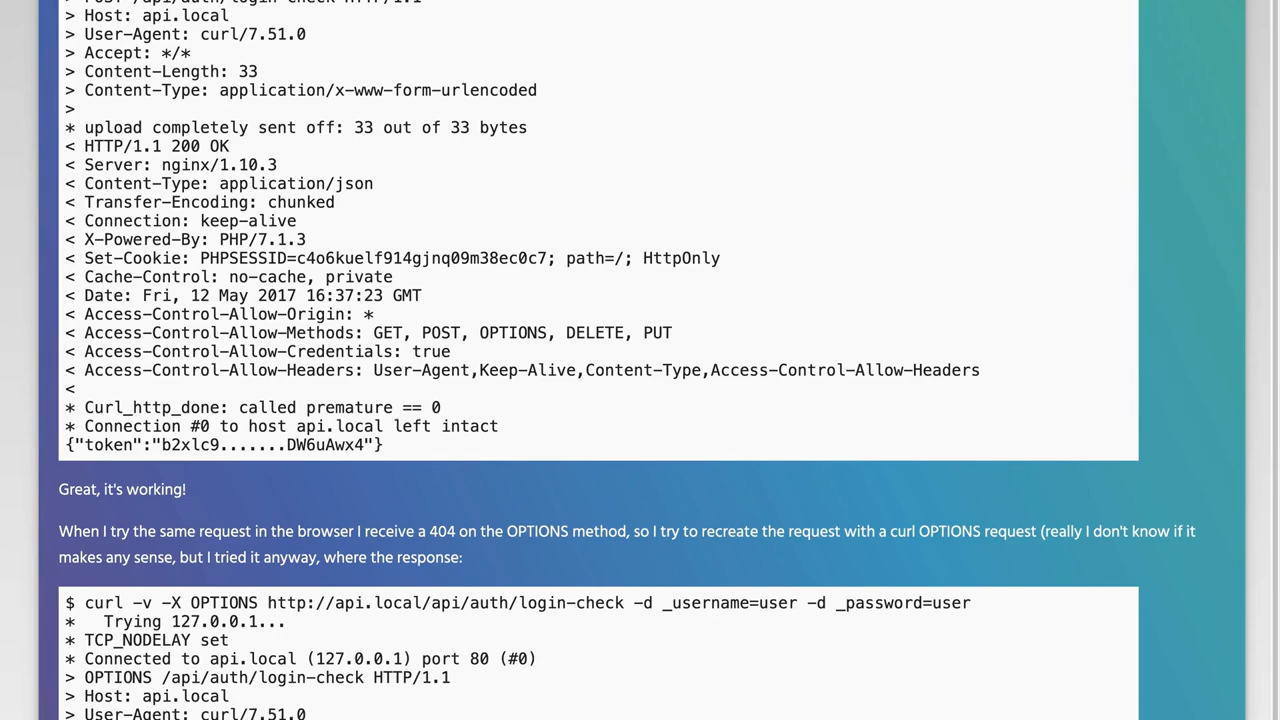 > POST /api/auth/login-check HTTP/1.1
> Host: api.local
> User-Agent: curl/7.51.0
> Accept: */*
> Content-Length: 33
> Content-Type: application/x-www-form-urlencoded
>
* upload completely sent off: 33 out of 33 bytes
< HTTP/1.1 200 OK
< Server: nginx/1.10.3
< Content-Type: application/json
< Transfer-Encoding: chunked
< Connection: keep-alive
< X-Powered-By: PHP/7.1.3
< Set-Cookie: PHPSESSID=c4o6kuelf914gjnq09m38ec0c7; path=/; HttpOnly
< Cache-Control: no-cache, private
< Date: Fri, 12 May 2017 16:37:23 GMT
< Access-Control-Allow-Origin: *
< Access-Control-Allow-Methods: GET, POST, OPTIONS, DELETE, PUT
< Access-Control-Allow-Credentials: true
< Access-Control-Allow-Headers: User-Agent,Keep-Alive,Content-Type,Access-Control-Allow-Headers
<
* Curl_http_done: called premature == 0
* Connection #0 to host api.local left intact
{"token":"b2xlc9.......DW6uAwx4"}
Great, it's working!
When I try the same request in the browser I receive a 404 on the OPTIONS method, so I try to recreate the request with a curl OPTIONS request (really I don't know if it
makes any sense, but I tried it anyway, where the response:
$ curl -v -X OPTIONS http://api.local/api/auth/login-check -d _username=user -d _password=user
*   Trying 127.0.0.1...
* TCP_NODELAY set
* Connected to api.local (127.0.0.1) port 80 (#0)
> OPTIONS /api/auth/login-check HTTP/1.1
> Host: api.local
> User-Agent: curl/7.51.0